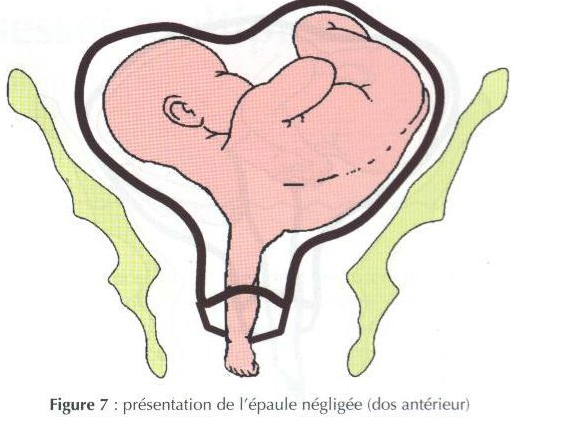 Figure 7 : présentation de l'épaule négligée (dos antérieur)